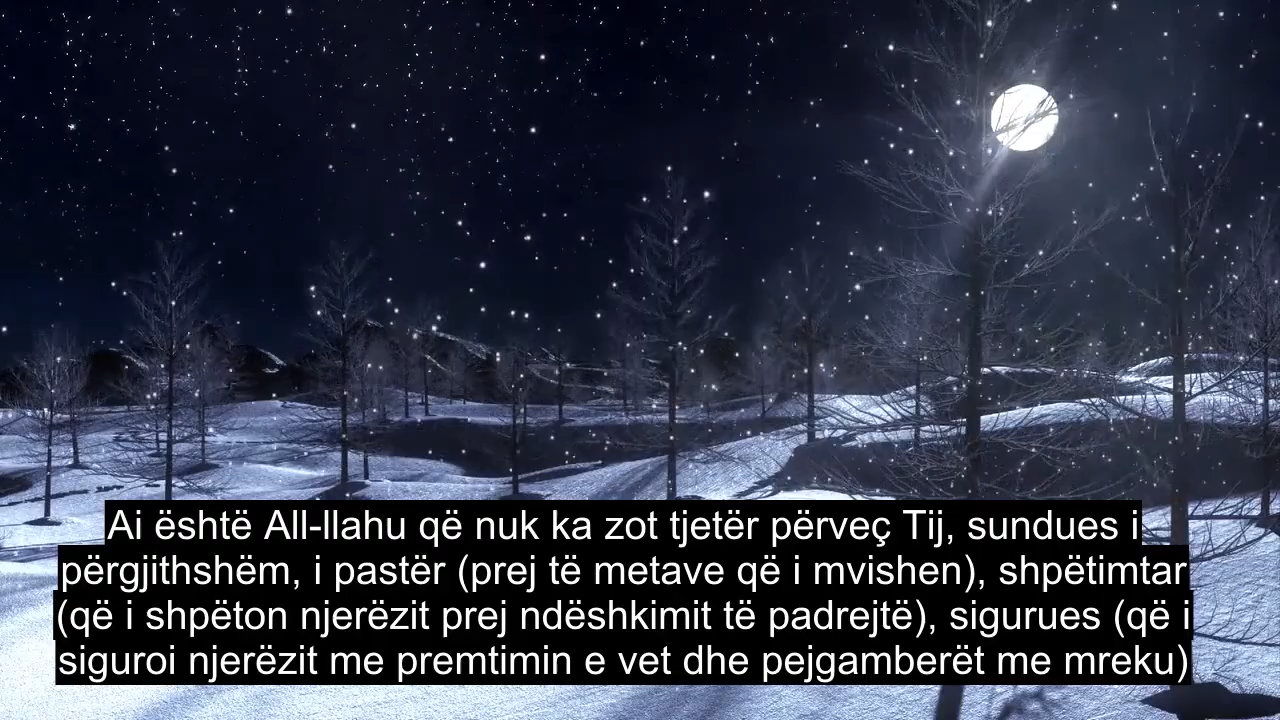 Ai është All-llahu që nuk ka zot tjetër përveç Tij, sundues i
përgjithshëm, i pastër (prej të metave që i mvishen), shpëtimtar
(që i shpëton njerëzit prej ndëshkimit të padrejtë), sigurues (që i
siguroi njerëzit me premtimin e vet dhe pejgamberët me mreku)